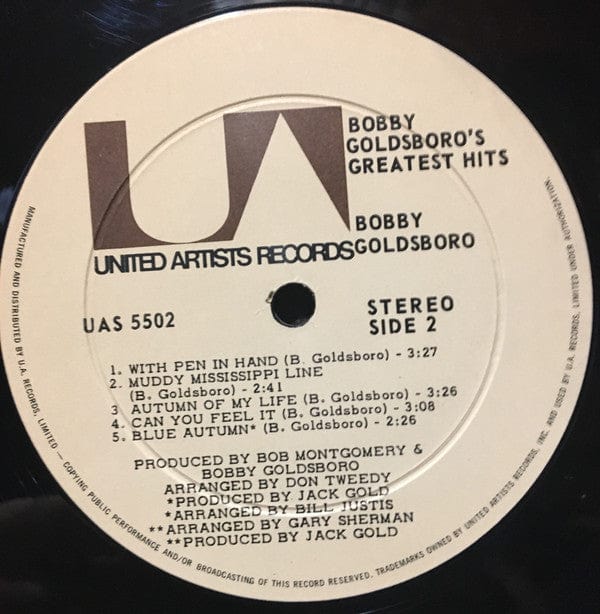 UA
BOBBY
GOLDSBORO'S
GREATEST HITS
BOBBY
GOLDSBORO
UNITED ARTISTS RECORDS
UAS 5502
STEREO
SIDE 2
1. WITH PEN IN HAND (B. Goldsboro) - 3:27
2. MUDDY MISSISSIPPI LINE
(B. Goldsboro) - 2:41
3 AUTUMN OF MY LIFE (B. Goldsboro) - 3:26
4. CAN YOU FEEL IT (B. Goldsboro) - 3:08
5. BLUE AUTUMN* (B. Goldsboro) - 2:26
PRODUCED BY BOB MONTGOMERY &
BOBBY GOLDSBORO
ARRANGED BY DON TWEEDY
*PRODUCED BY JACK GOLD
*ARRANGED BY BILL JUSTIS
**ARRANGED BY GARY SHERMAN
**PRODUCED BY JACK GOLD
MANUFACTURED AND DISTRIBUTED BY U.A. RECORDS, LIMITED — COPYING PUBLIC PERFORMANCE AND/OR BROADCASTING OF THIS RECORD RESERVED. TRADEMARKS OWNED BY UNITED ARTISTS RECORDS, INC. AND USED BY U.A. RECORDS, LIMITED UNDER AUTHORIZATION.